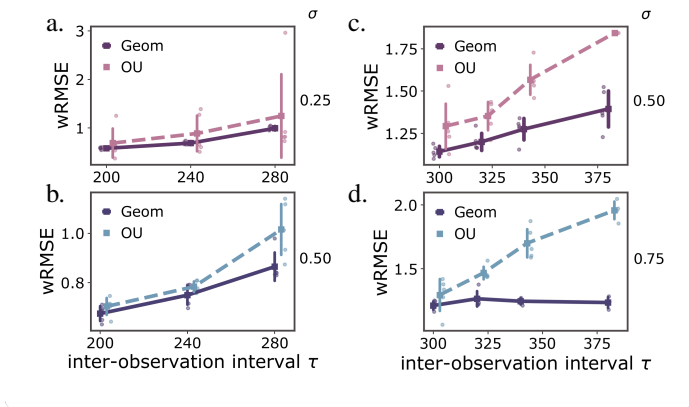 a.
σ
3
Geom
OU
2
wRMSE
0.25
1
200
240
280
b.
Geom
OU
1.0
wRMSE
0.50
0.8
200
240
280
inter-observation interval τ
c.
σ
1.75
Geom
OU
1.50
wRMSE
0.50
1.25
300
325
350
375
d.
2.0
Geom
OU
wRMSE
0.75
1.5
300
325
350
375
inter-observation interval τ